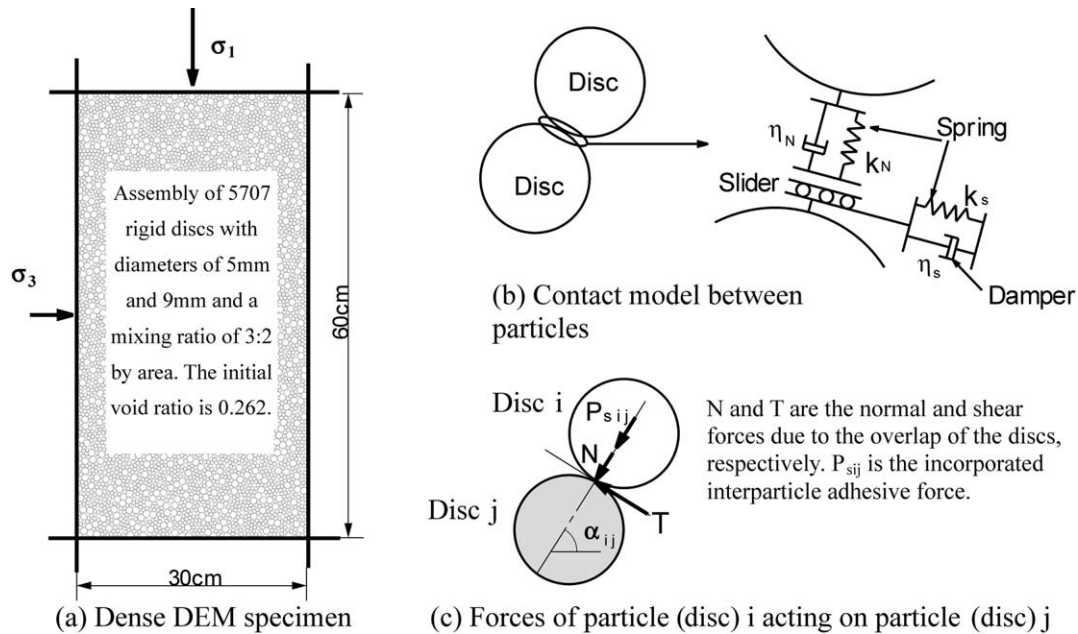 σ1
σ3
Assembly of 5707
rigid discs with
diameters of 5mm
and 9mm and a
mixing ratio of 3:2
by area. The initial
void ratio is 0.262.
60cm
30cm
(a) Dense DEM specimen
Disc
Disc
ηN
kN
Spring
Slider
ks
ηs
Damper
(b) Contact model between
particles
Disc i
Psij
N
Disc j
T
αij
N and T are the normal and shear
forces due to the overlap of the discs,
respectively. Psij is the incorporated
interparticle adhesive force.
(c) Forces of particle (disc) i acting on particle (disc) j